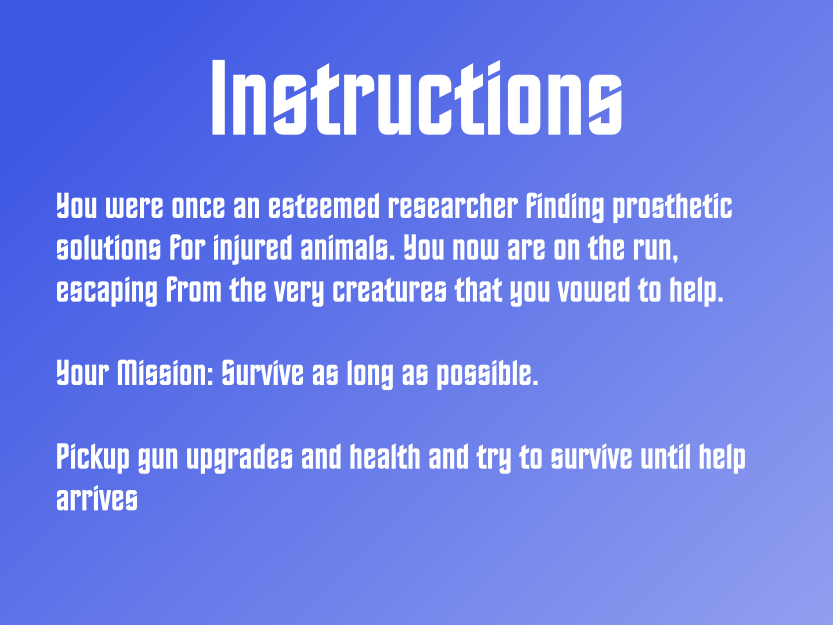 Instructions
You were once an esteemed researcher finding prosthetic
solutions for injured animals. You now are on the run,
escaping from the very creatures that you vowed to help.
Your Mission: Survive as long as possible.
Pickup gun upgrades and health and try to survive until help
arrives